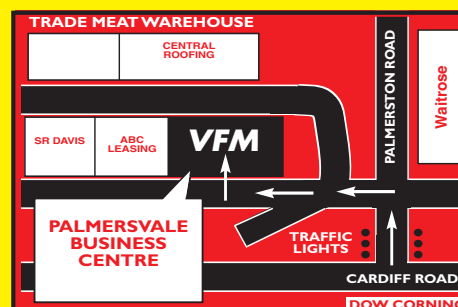 TRADE MEAT WAREHOUSE
CENTRAL
ROOFING
PALMERSTON ROAD
Waitrose
SR DAVIS
ABC
LEASING
VFM
PALMERSVALE
BUSINESS
CENTRE
TRAFFIC
LIGHTS
CARDIFF ROAD
DOW CORNING